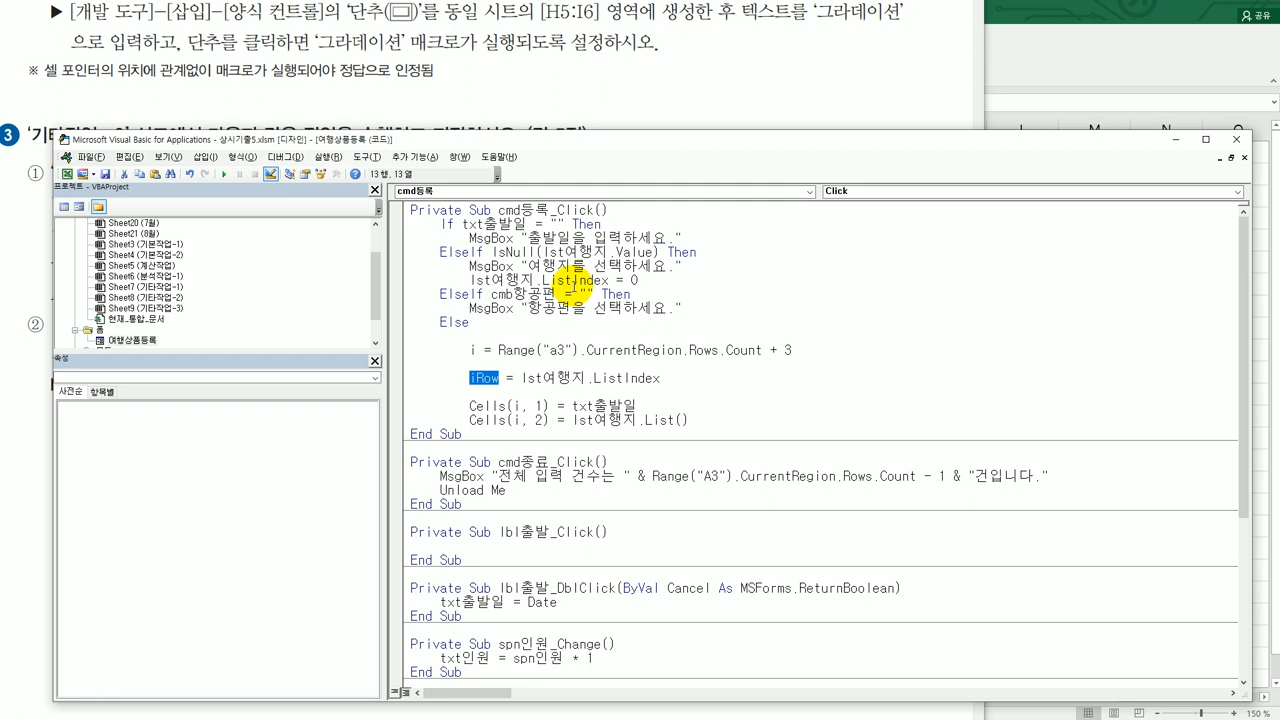 ▶ [개발 도구]-[삽입]-[양식 컨트롤]의 '단추(▭)'를 동일 시트의 [H5:I6] 영역에 생성한 후 텍스트를 '그라데이션'
으로 입력하고, 단추를 클릭하면 '그라데이션' 매크로가 실행되도록 설정하시오.
※ 셀 포인터의 위치에 관계없이 매크로가 실행되어야 정답으로 인정됨
공유
3
①
②
Microsoft Visual Basic for Applications - 상시기출5.xlsm [디자인] - [여행상품등록 (코드)]
파일(F) 편집(E) 보기(V) 삽입(I) 형식(O) 디버그(D) 실행(R) 도구(T) 추가 기능(A) 창(W) 도움말(H)
13행, 13열
프로젝트 - VBAProject
Sheet20 (7월)
Sheet21 (8월)
Sheet3 (기본작업-1)
Sheet4 (기본작업-2)
Sheet5 (계산작업)
Sheet6 (분석작업-1)
Sheet7 (기타작업-1)
Sheet8 (기타작업-2)
Sheet9 (기타작업-3)
현재_통합_문서
폼
여행상품등록
속성
사전순 항목별
cmd등록 Click
Private Sub cmd등록_Click()
If txt출발일 = "" Then
MsgBox "출발일을 입력하세요."
ElseIf IsNull(lst여행지.Value) Then
MsgBox "여행지를 선택하세요."
lst여행지.ListIndex = 0
ElseIf cmb항공편 = "" Then
MsgBox "항공편을 선택하세요."
Else
i = Range("a3").CurrentRegion.Rows.Count + 3
iRow = lst여행지.ListIndex
Cells(i, 1) = txt출발일
Cells(i, 2) = lst여행지.List()
End Sub
Private Sub cmd종료_Click()
MsgBox "전체 입력 건수는 " & Range("A3").CurrentRegion.Rows.Count - 1 & "건입니다."
Unload Me
End Sub
Private Sub lbl출발_Click()
End Sub
Private Sub lbl출발_DblClick(ByVal Cancel As MSForms.ReturnBoolean)
txt출발일 = Date
End Sub
Private Sub spn인원_Change()
txt인원 = spn인원 * 1
End Sub
150 %